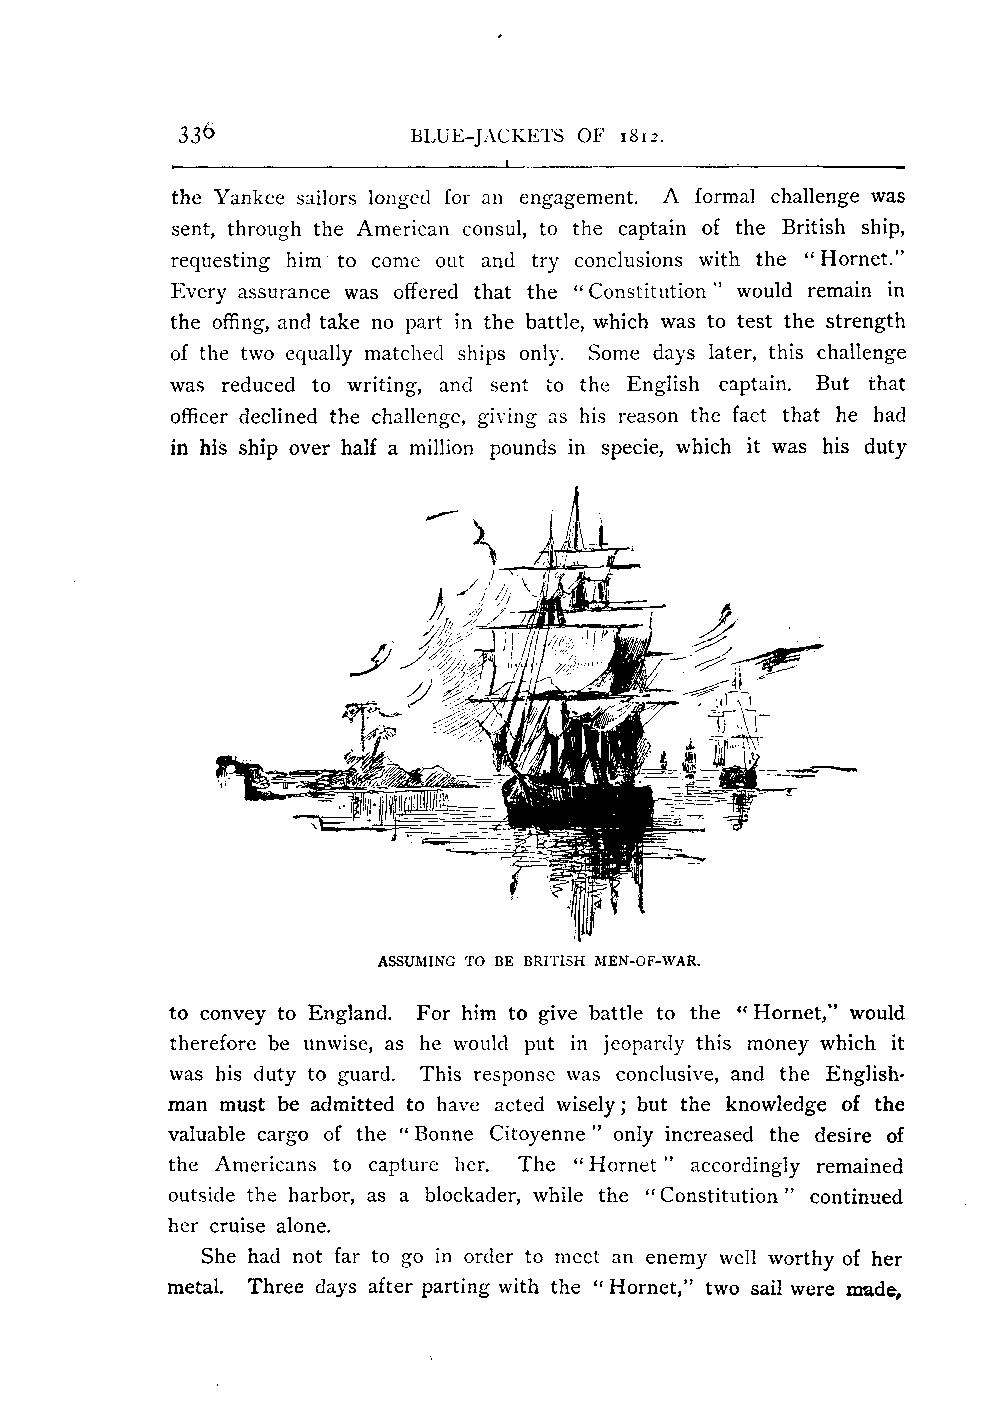 336 BLUE-JACKETS OF 1812.
the Yankee sailors longed for an engagement. A formal challenge was
sent, through the American consul, to the captain of the British ship,
requesting him to come out and try conclusions with the "Hornet."
Every assurance was offered that the "Constitution" would remain in
the offing, and take no part in the battle, which was to test the strength
of the two equally matched ships only. Some days later, this challenge
was reduced to writing, and sent to the English captain. But that
officer declined the challenge, giving as his reason the fact that he had
in his ship over half a million pounds in specie, which it was his duty
ASSUMING TO BE BRITISH MEN-OF-WAR.
to convey to England. For him to give battle to the "Hornet," would
therefore be unwise, as he would put in jeopardy this money which it
was his duty to guard. This response was conclusive, and the English-
man must be admitted to have acted wisely; but the knowledge of the
valuable cargo of the "Bonne Citoyenne" only increased the desire of
the Americans to capture her. The "Hornet" accordingly remained
outside the harbor, as a blockader, while the "Constitution" continued
her cruise alone.
She had not far to go in order to meet an enemy well worthy of her
metal. Three days after parting with the "Hornet," two sail were made,